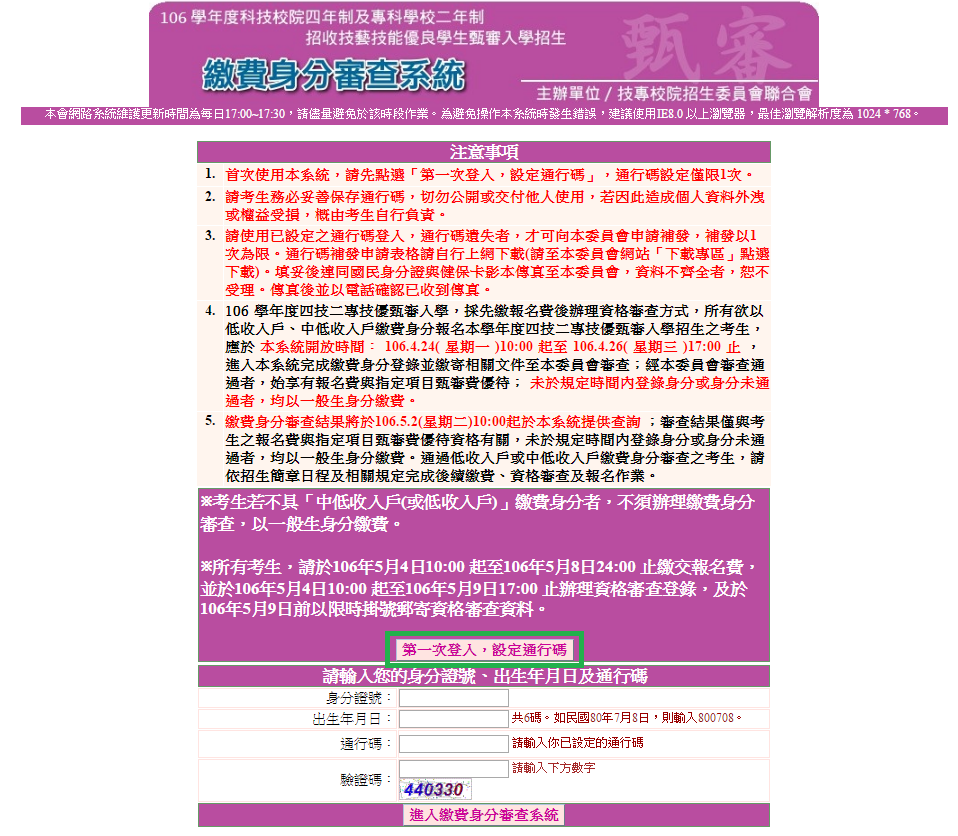 106 學年度科技校院四年制及專科學校二年制
招收技藝技能優良學生甄審入學招生
甄審
繳費身分審查系統
主辦單位 / 技專校院招生委員會聯合會
本會網路系統維護更新時間為每日17:00~17:30，請儘量避免於該時段作業。為避免操作本系統時發生錯誤，建議使用IE8.0 以上瀏覽器，最佳瀏覽解析度為 1024 * 768。
注意事項
1. 首次使用本系統，請先點選「第一次登入，設定通行碼」，通行碼設定僅限1次。
2. 請考生務必妥善保存通行碼，切勿公開或交付他人使用，若因此造成個人資料外洩
或權益受損，概由考生自行負責。
3. 請使用已設定之通行碼登入，通行碼遺失者，才可向本委員會申請補發，補發以1
次為限。通行碼補發申請表格請自行上網下載(請至本委員會網站「下載專區」點選
下載)。填妥後連同國民身分證與健保卡影本傳真至本委員會，資料不齊全者，恕不
受理。傳真後並以電話確認已收到傳真。
4. 106 學年度四技二專技優甄審入學，採先繳報名費後辦理資格審查方式，所有欲以
低收入戶、中低收入戶繳費身分報名本學年度四技二專技優甄審入學招生之考生，
應於 本系統開放時間： 106.4.24( 星期一 )10:00 起至 106.4.26( 星期三 )17:00 止 ，
進入本系統完成繳費身分登錄並繳寄相關文件至本委員會審查；經本委員會審查通
過者，始享有報名費與指定項目甄審費優待； 未於規定時間內登錄身分或身分未通
過者，均以一般生身分繳費。
5. 繳費身分審查結果將於106.5.2(星期二)10:00起於本系統提供查詢 ；審查結果僅與考
生之報名費與指定項目甄審費優待資格有關，未於規定時間內登錄身分或身分未通
過者，均以一般生身分繳費。通過低收入戶或中低收入戶繳費身分審查之考生，請
依招生簡章日程及相關規定完成後續繳費、資格審查及報名作業。
※考生若不具「中低收入戶(或低收入戶)」繳費身分者，不須辦理繳費身分
審查，以一般生身分繳費。
※所有考生，請於106年5月4日10:00 起至106年5月8日24:00 止繳交報名費，
並於106年5月4日10:00 起至106年5月9日17:00 止辦理資格審查登錄，及於
106年5月9日前以限時掛號郵寄資格審查資料。
第一次登入，設定通行碼
請輸入您的身分證號、出生年月日及通行碼
身分證號：
出生年月日： 共6碼。如民國80年7月8日，則輸入800708。
通行碼： 請輸入你已設定的通行碼
請輸入下方數字
驗證碼：
440330
進入繳費身分審查系統